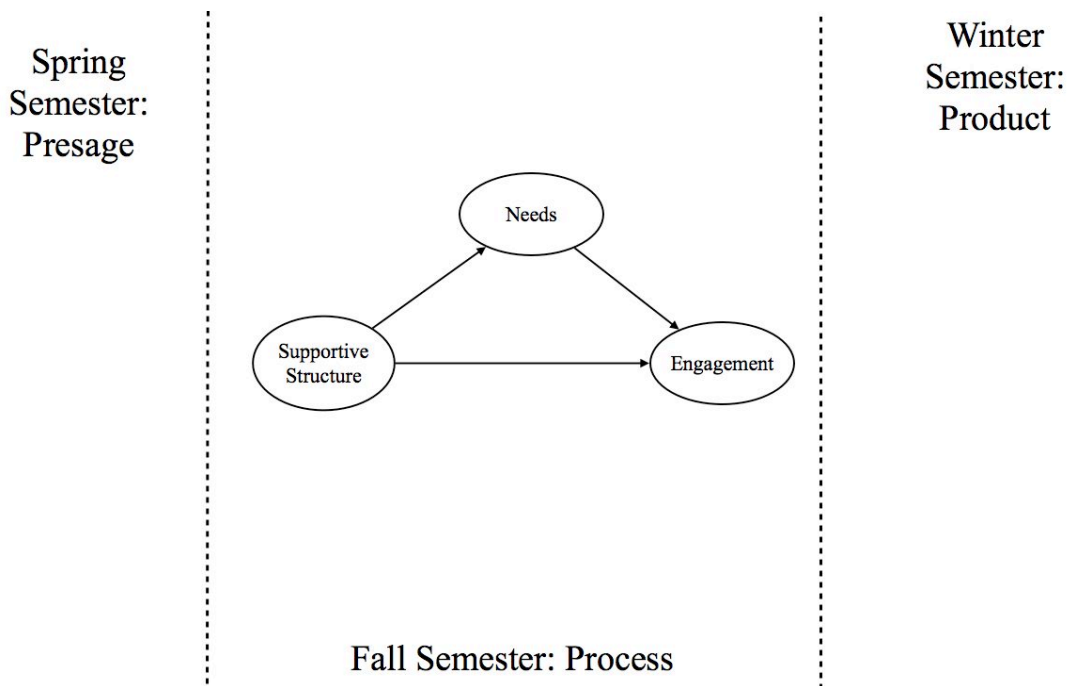 Spring
Semester:
Presage
Winter
Semester:
Product
Needs
Supportive
Structure
Engagement
Fall Semester: Process